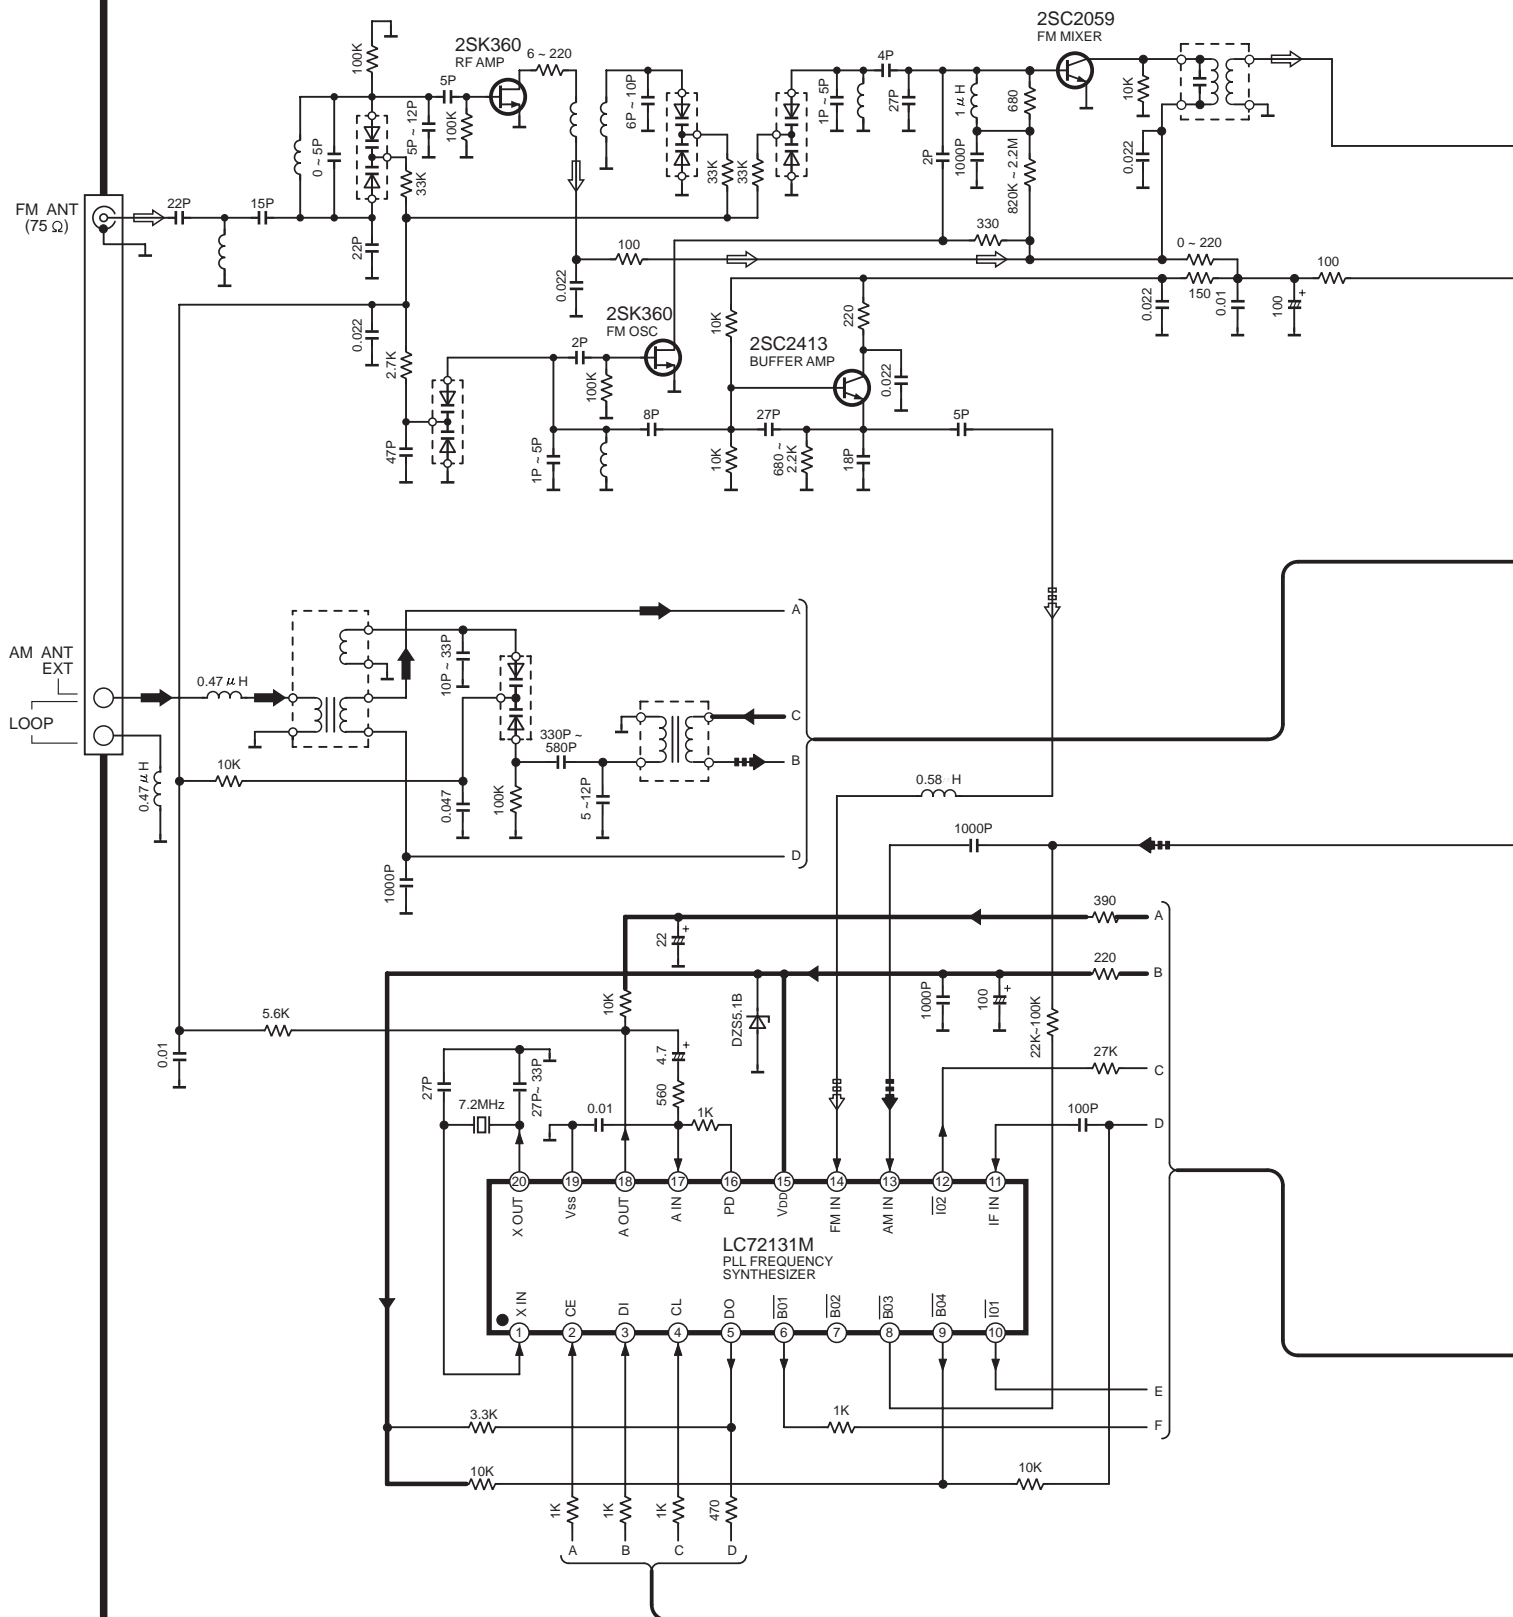 2SC2059
FM MIXER
2SK360
RF AMP
6 ~ 220
100K
5P
5P ~ 12P
100K
0 ~ 5P
33K
6P ~ 10P
33K
33K
1P ~ 5P
4P
27P
2P
1 μH
1000P
680
820K ~ 2.2M
10K
0.022
FM ANT
(75 Ω)
22P
15P
22P
330
100
0 ~ 220
150
100
0.022
0.022
0.01
100
+
0.022
2.7K
47P
2SK360
FM OSC
2P
100K
1P ~ 5P
8P
10K
10K
2SC2413
BUFFER AMP
220
0.022
27P
680 ~
2.2K
18P
5P
AM ANT
EXT
LOOP
0.47 μH
0.47 μH
10K
10P ~ 33P
0.047
100K
330P ~
580P
5 ~12P
1000P
A
C
B
D
0.58 H
1000P
390
A
220
B
22
+
10K
5.6K
0.01
DZS5.1B
1000P
100
+
22K~100K
27K
C
100P
D
27P
7.2MHz
27P~ 33P
0.01
4.7
+
560
1K
20
19
18
17
16
15
14
13
12
11
X OUT
Vss
A OUT
A IN
PD
VDD
FM IN
AM IN
I02
IF IN
LC72131M
PLL FREQUENCY
SYNTHESIZER
X IN
CE
DI
CL
DO
B01
B02
B03
B04
I01
1
2
3
4
5
6
7
8
9
10
E
F
3.3K
1K
10K
10K
1K
1K
1K
470
A
B
C
D